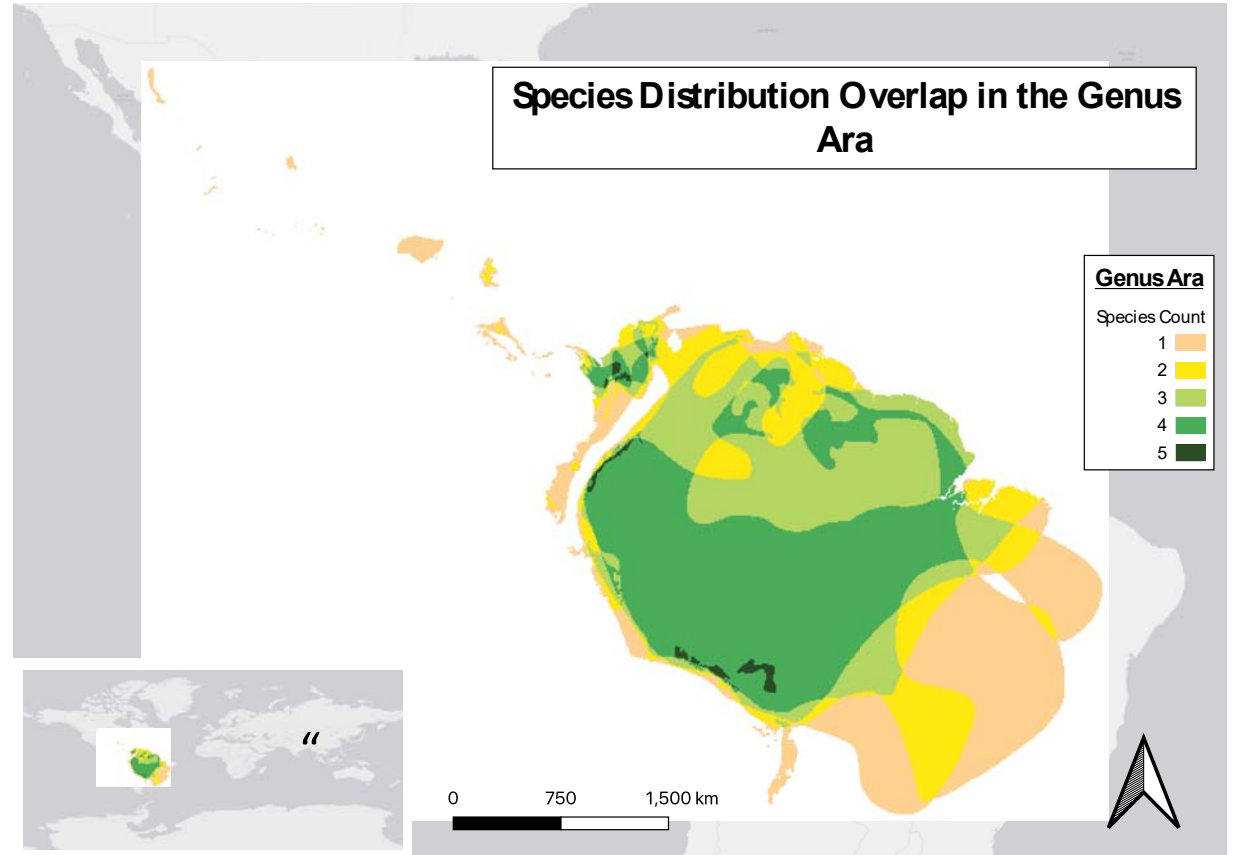 Species Distribution Overlap in the Genus
Ara
Genus Ara
Species Count
1
2
3
4
5
“
0 750 1,500 km